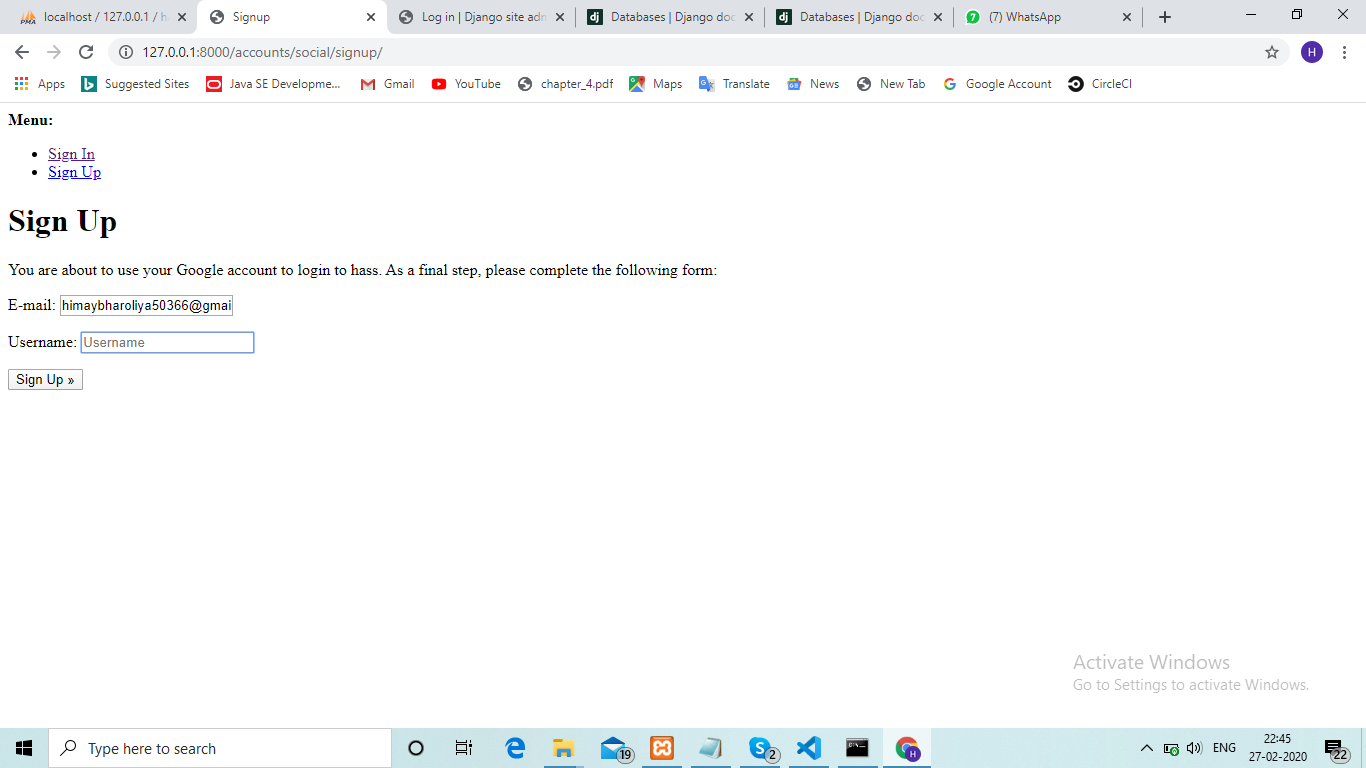 PMA localhost / 127.0.0.1 / h
Signup
Log in | Django site adm
dj Databases | Django doc
dj Databases | Django doc
7 (7) WhatsApp
127.0.0.1:8000/accounts/social/signup/
H
Apps
Suggested Sites
Java SE Developme...
Gmail
YouTube
chapter_4.pdf
Maps
Translate
News
New Tab
Google Account
CircleCI
Menu:
• Sign In
• Sign Up
Sign Up
You are about to use your Google account to login to hass. As a final step, please complete the following form:
E-mail: himaybharoliya50366@gmai
Username: Username
Sign Up »
Activate Windows
Go to Settings to activate Windows.
Type here to search
19
2
H
ENG
22:45
27-02-2020
22